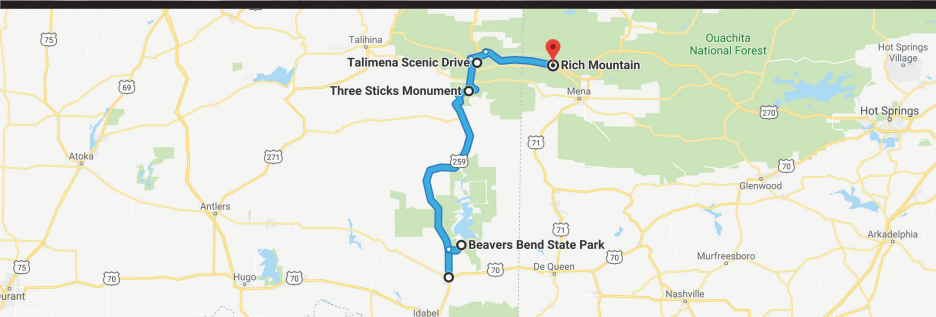 75
Talihina
Ouachita
National Forest
Hot Springs
Village
Talimena Scenic Drive
Rich Mountain
69
Three Sticks Monument
Mena
270
Hot Springs
71
Atoka
271
259
70
Glenwood
Antlers
71
Arkadelphia
Beavers Bend State Park
75
70
Hugo
70
70
De Queen
70
Murfreesboro
Nashville
urant
Idabel